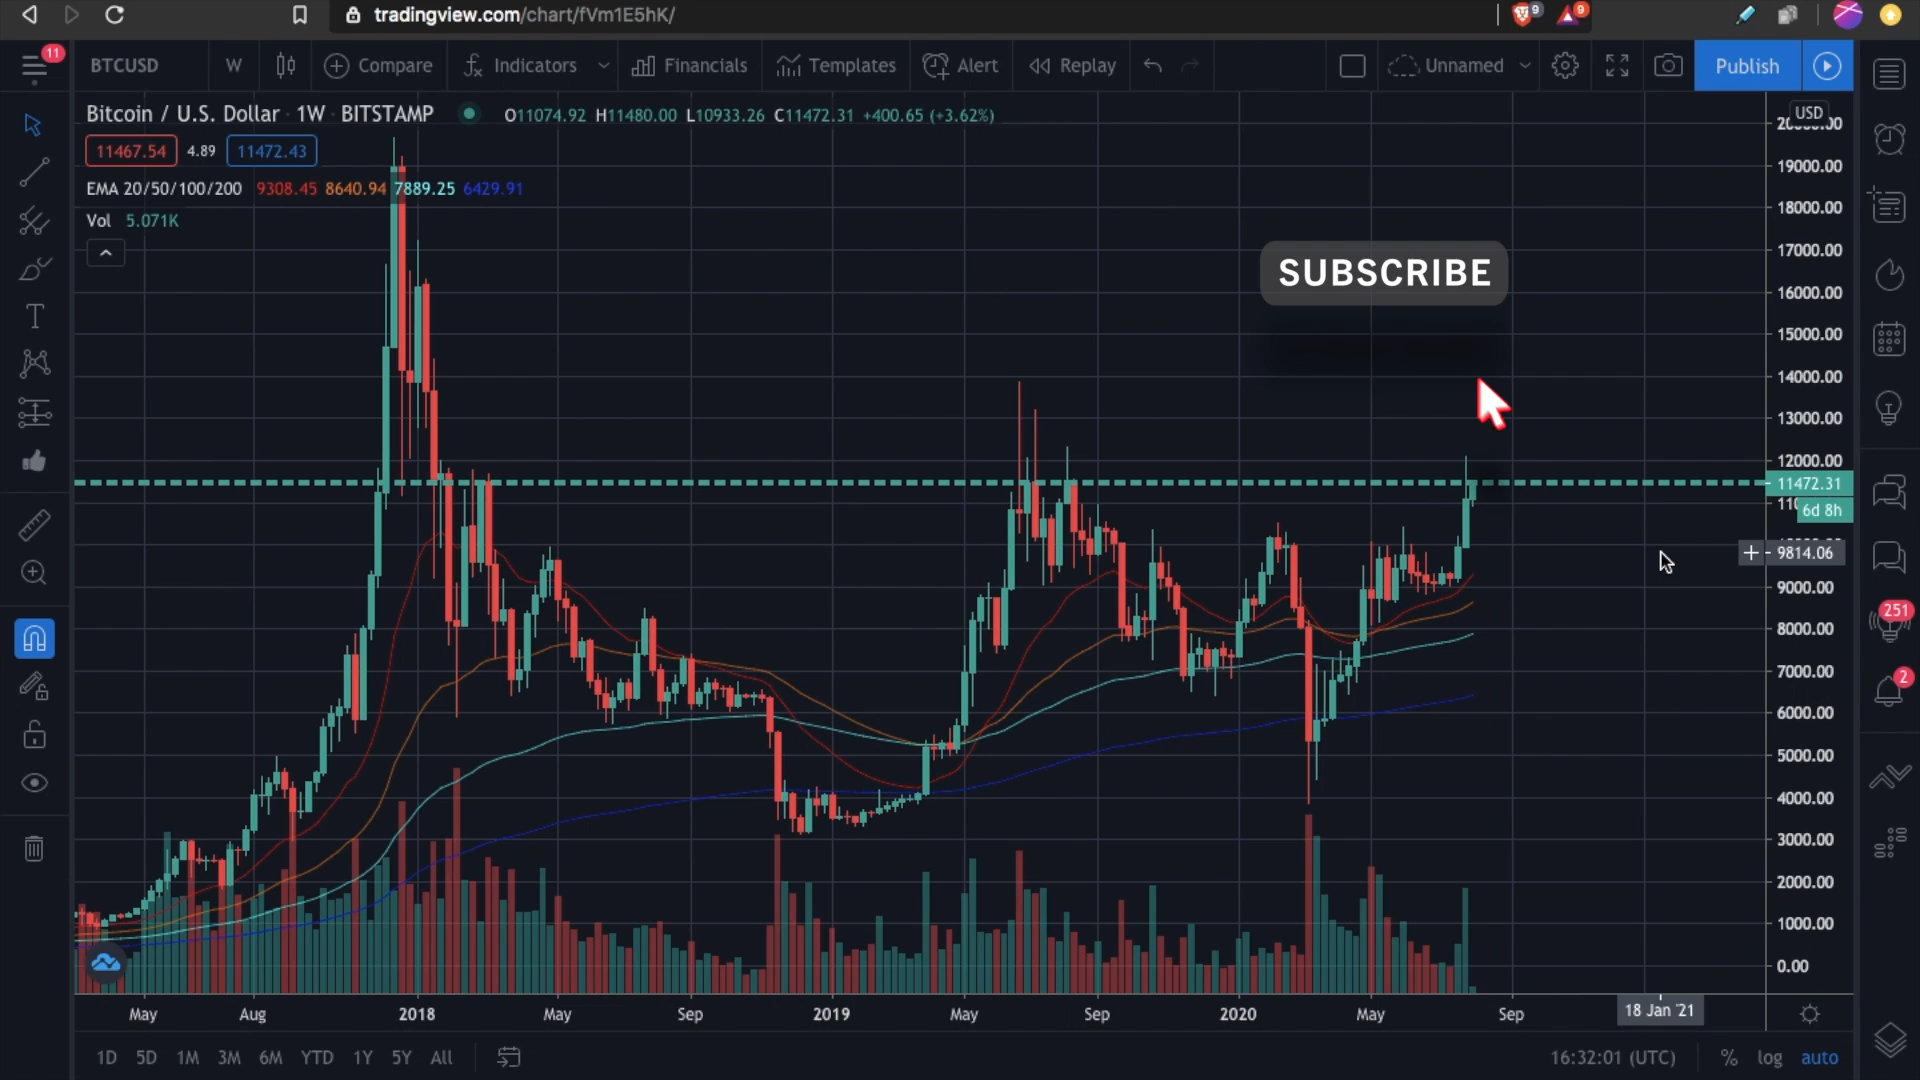 tradingview.com/chart/fVm1E5hK/
9
9
11
BTCUSD
W
Compare
Indicators
Financials
Templates
Alert
Replay
Unnamed
Publish
Bitcoin / U.S. Dollar · 1W · BITSTAMP
O11074.92 H11480.00 L10933.26 C11472.31 +400.65 (+3.62%)
11467.54 4.89 11472.43
EMA 20/50/100/200 9308.45 8640.94 7889.25 6429.91
Vol 5.071K
SUBSCRIBE
USD
19000.00
18000.00
17000.00
16000.00
15000.00
14000.00
13000.00
12000.00
11472.31
6d 8h
9814.06
9000.00
8000.00
7000.00
6000.00
5000.00
4000.00
3000.00
2000.00
1000.00
0.00
251
2
May Aug 2018 May Sep 2019 May Sep 2020 May Sep 18 Jan '21
1D 5D 1M 3M 6M YTD 1Y 5Y All
16:32:01 (UTC) % log auto